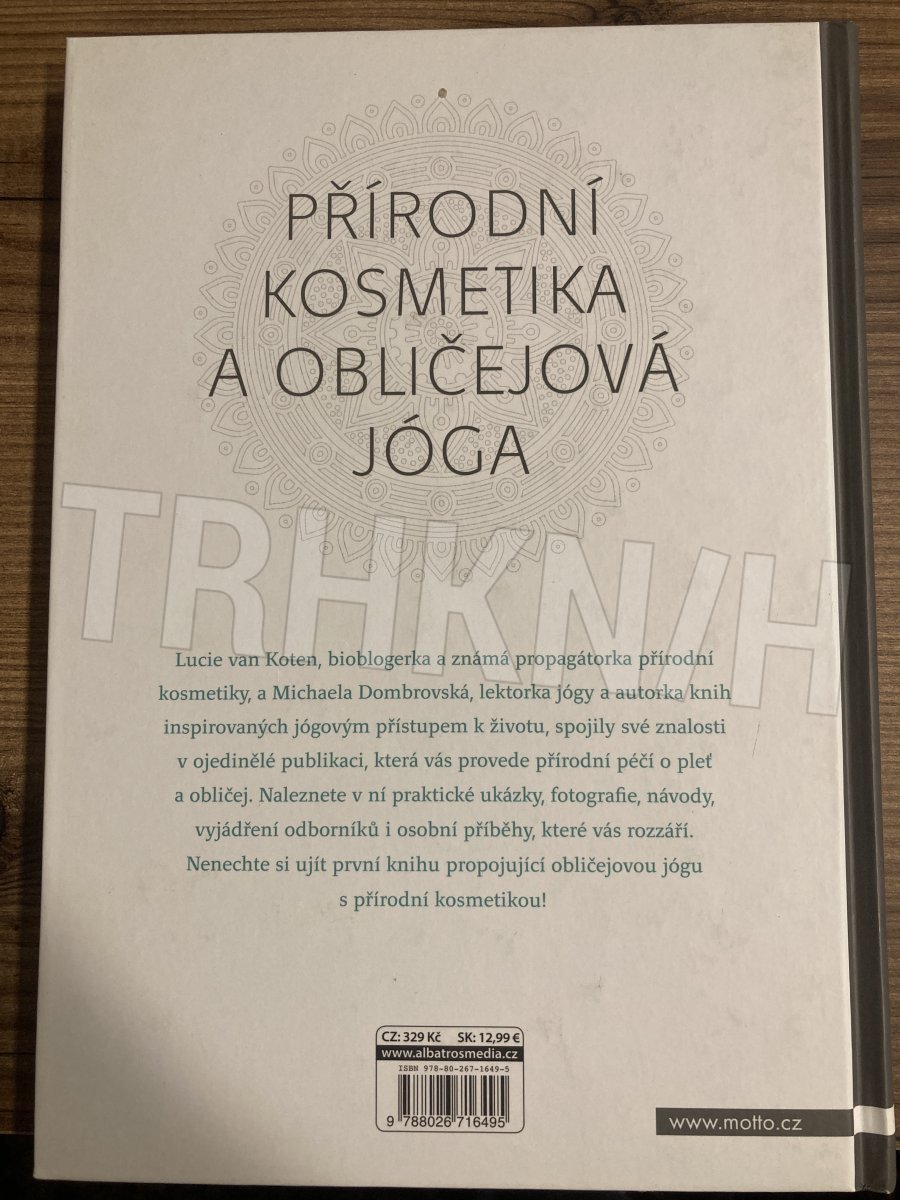 PŘÍRODNÍ
KOSMETIKA
A OBLIČEJOVÁ
JÓGA
TRHKNIH
Lucie van Koten, bioblogerka a známá propagátorka přírodní
kosmetiky, a Michaela Dombrovská, lektorka jógy a autorka knih
inspirovaných jógovým přístupem k životu, spojily své znalosti
v ojedinělé publikaci, která vás provede přírodní péčí o pleť
a obličej. Naleznete v ní praktické ukázky, fotografie, návody,
vyjádření odborníků i osobní příběhy, které vás rozzáří.
Nenechte si ujít první knihu propojující obličejovou jógu
s přírodní kosmetikou!
CZ: 329 Kč SK: 12,99 €
www.albatrosmedia.cz
ISBN 978-80-267-1649-5
9 788026 716495
www.motto.cz